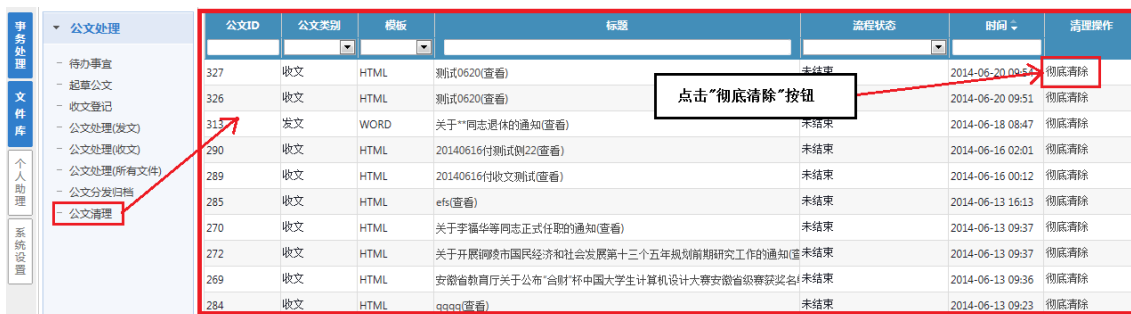 事务处理
文件库
个人助理
系统设置
公文处理
待办事宜
起草公文
收文登记
公文处理(发文)
公文处理(收文)
公文处理(所有文件)
公文分发归档
公文清理
公文ID 公文类别 模板 标题 流程状态 时间 清理操作
327 收文 HTML 测试0620(查看) 未结束 2014-06-20 09:54 彻底清除
326 收文 HTML 测试0620(查看) 未结束 2014-06-20 09:51 彻底清除
点击"彻底清除"按钮
313 发文 WORD 关于**同志退休的通知(查看) 未结束 2014-06-18 08:47 彻底清除
290 收文 HTML 20140616付测试例22(查看) 未结束 2014-06-16 02:01 彻底清除
289 收文 HTML 20140616付收文测试(查看) 未结束 2014-06-16 00:12 彻底清除
285 收文 HTML efs(查看) 未结束 2014-06-13 16:13 彻底清除
270 收文 HTML 关于李福华等同志正式任职的通知(查看) 未结束 2014-06-13 09:37 彻底清除
272 收文 HTML 关于开展铜陵市国民经济和社会发展第十三个五年规划前期研究工作的通知(查 未结束 2014-06-13 09:37 彻底清除
269 收文 HTML 安徽省教育厅关于公布"合财"杯中国大学生计算机设计大赛安徽省级赛获奖名 未结束 2014-06-13 09:36 彻底清除
284 收文 HTML qqqq(查看) 未结束 2014-06-13 09:23 彻底清除